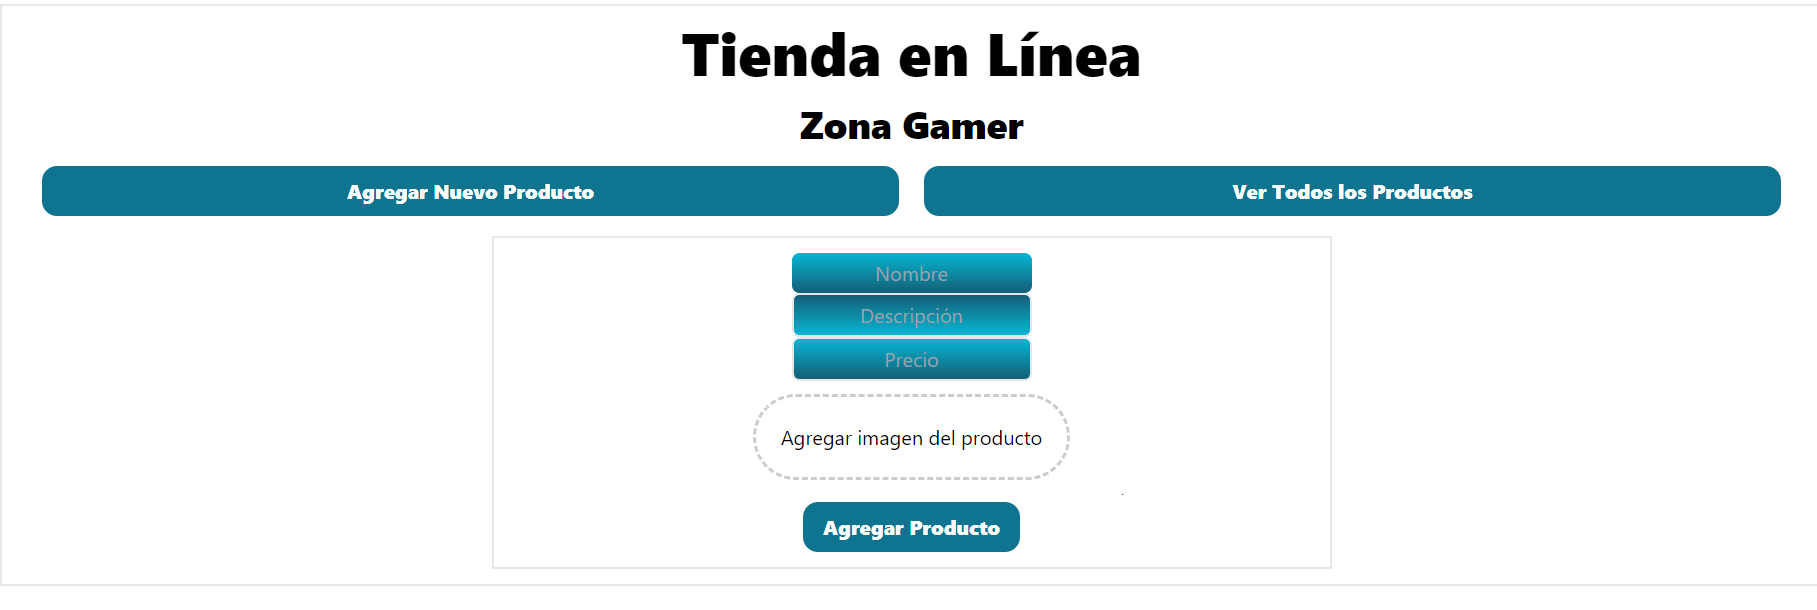 Tienda en Línea
Zona Gamer
Agregar Nuevo Producto
Ver Todos los Productos
Nombre
Descripción
Precio
Agregar imagen del producto
Agregar Producto